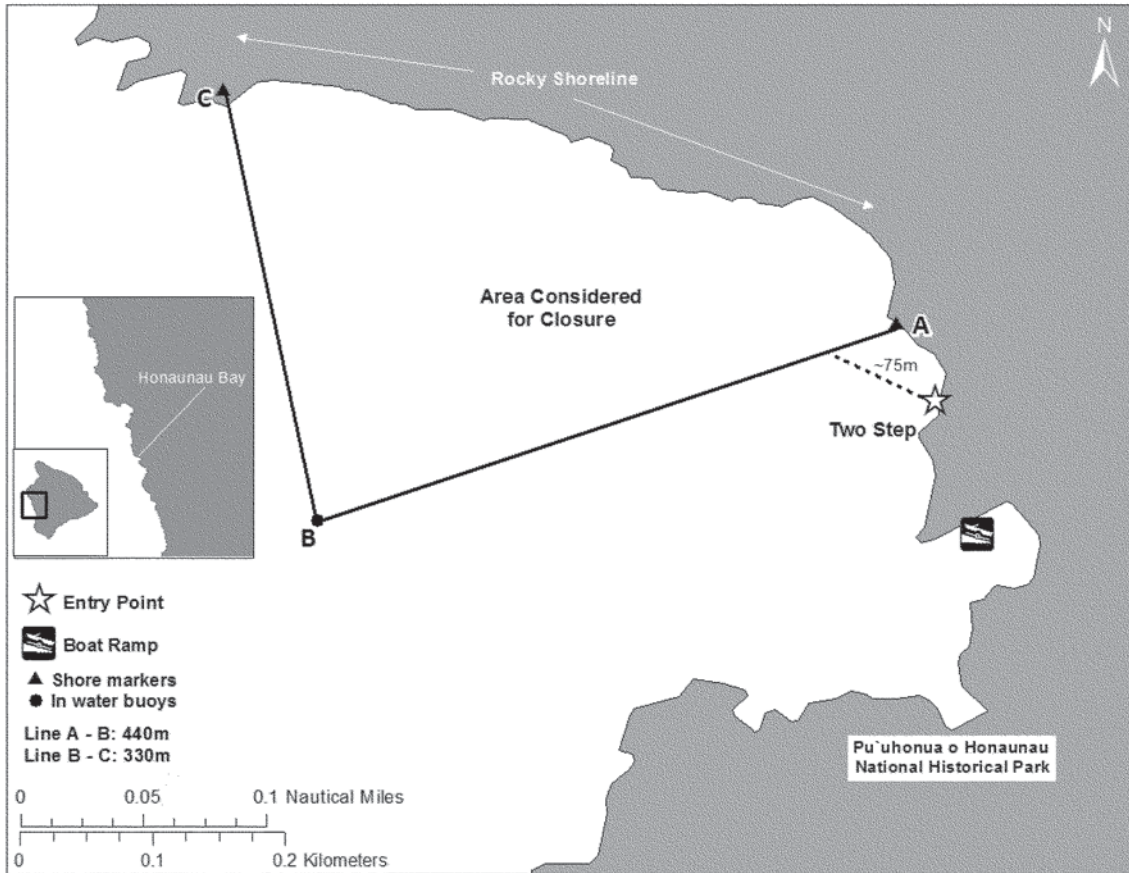 N
Rocky Shoreline
C
Area Considered
for Closure
A
~75m
Honaunau Bay
Two Step
B
Entry Point
Boat Ramp
Shore markers
In water buoys
Line A - B: 440m
Line B - C: 330m
Pu`uhonua o Honaunau
National Historical Park
0 0.05 0.1 Nautical Miles
0 0.1 0.2 Kilometers